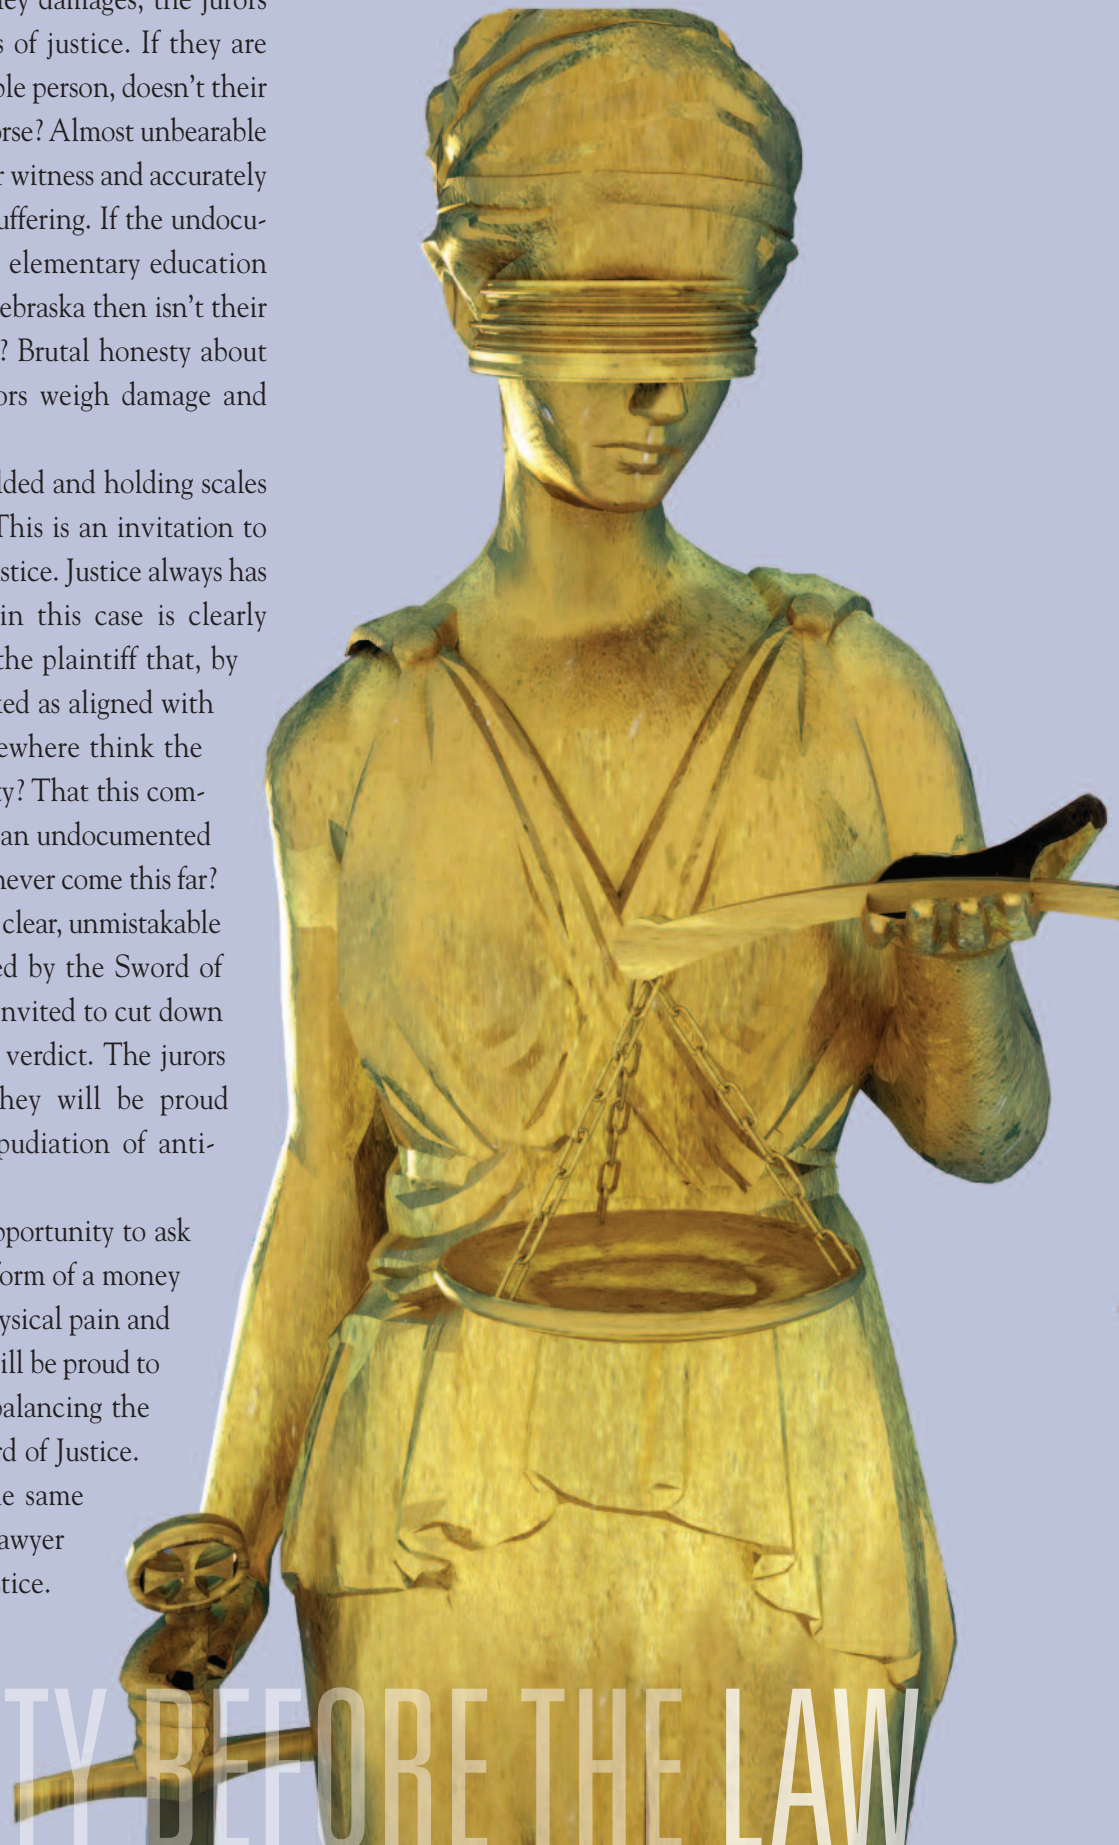 ey damages, the jurors
s of justice. If they are
ble person, doesn't their
orse? Almost unbearable
r witness and accurately
uffering. If the undocu-
elementary education
ebraska then isn't their
? Brutal honesty about
ors weigh damage and
lded and holding scales
This is an invitation to
stice. Justice always has
in this case is clearly
the plaintiff that, by
ked as aligned with
ewhere think the
ty? That this com-
an undocumented
never come this far?
clear, unmistakable
ed by the Sword of
nvited to cut down
verdict. The jurors
hey will be proud
pudiation of anti-
pportunity to ask
form of a money
ysical pain and
ill be proud to
balancing the
rd of Justice.
e same
awyer
tice.
TY BEFORE THE LAW